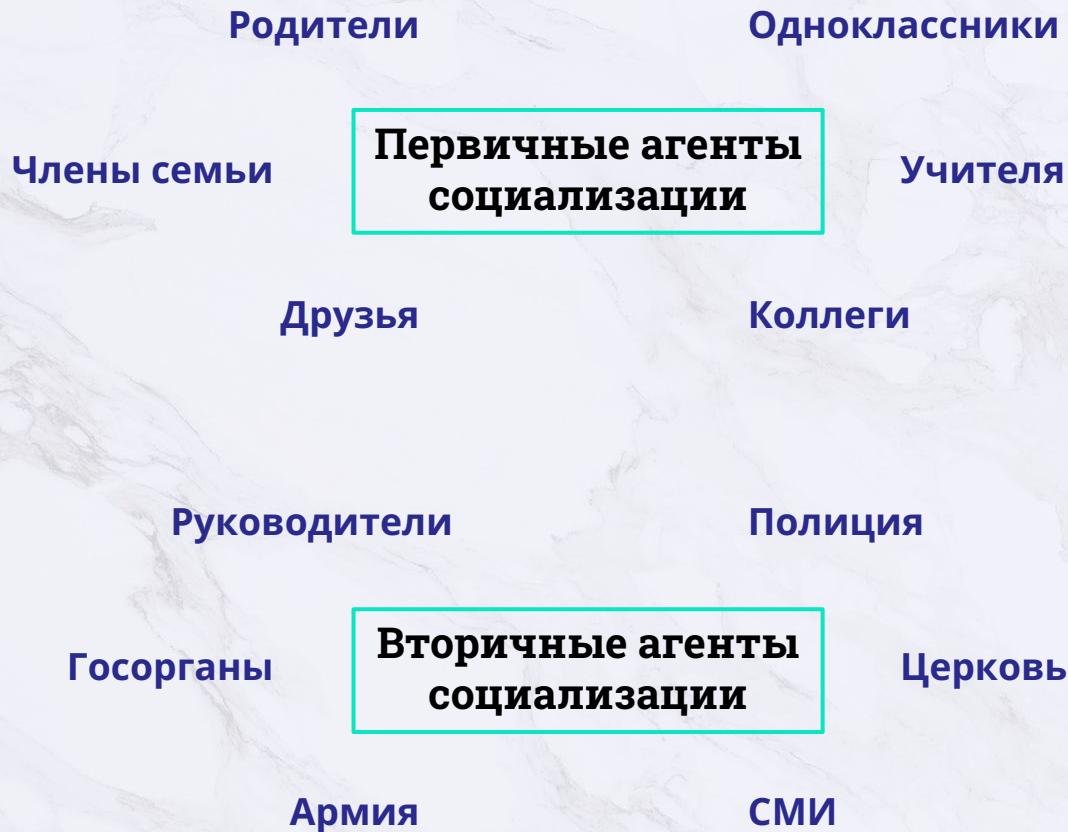 Родители
Одноклассники
Члены семьи
Первичные агенты
социализации
Учителя
Друзья
Коллеги
Руководители
Полиция
Госорганы
Вторичные агенты
социализации
Церковь
Армия
СМИ